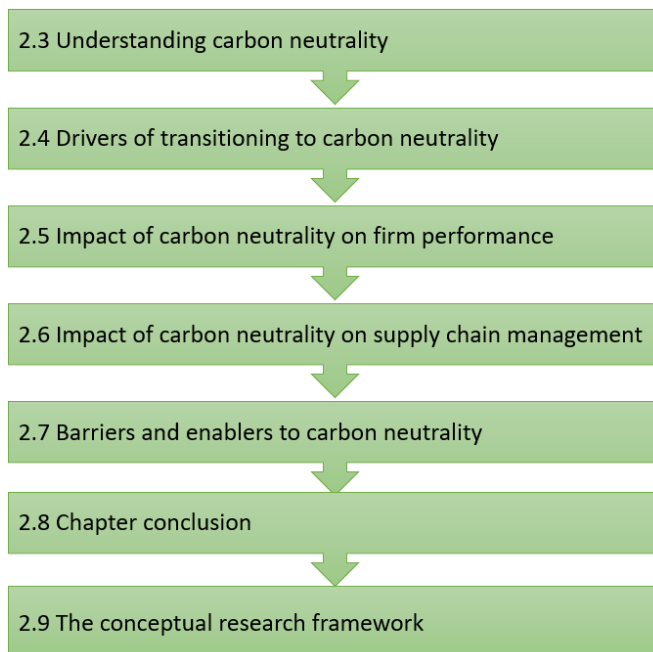 2.3 Understanding carbon neutrality
2.4 Drivers of transitioning to carbon neutrality
2.5 Impact of carbon neutrality on firm performance
2.6 Impact of carbon neutrality on supply chain management
2.7 Barriers and enablers to carbon neutrality
2.8 Chapter conclusion
2.9 The conceptual research framework